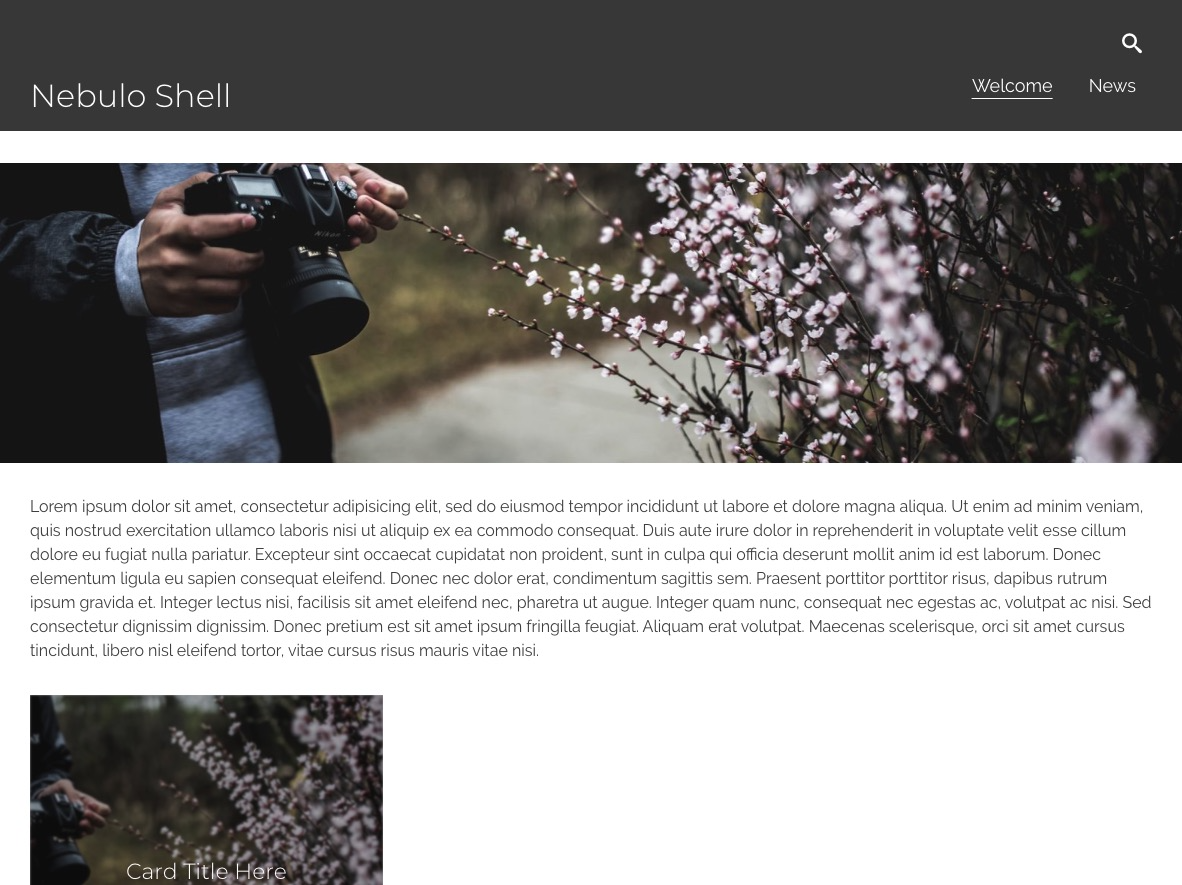 Nebulo Shell
Welcome News
Lorem ipsum dolor sit amet, consectetur adipisicing elit, sed do eiusmod tempor incididunt ut labore et dolore magna aliqua. Ut enim ad minim veniam,
quis nostrud exercitation ullamco laboris nisi ut aliquip ex ea commodo consequat. Duis aute irure dolor in reprehenderit in voluptate velit esse cillum
dolore eu fugiat nulla pariatur. Excepteur sint occaecat cupidatat non proident, sunt in culpa qui officia deserunt mollit anim id est laborum. Donec
elementum ligula eu sapien consequat eleifend. Donec nec dolor erat, condimentum sagittis sem. Praesent porttitor porttitor risus, dapibus rutrum
ipsum gravida et. Integer lectus nisi, facilisis sit amet eleifend nec, pharetra ut augue. Integer quam nunc, consequat nec egestas ac, volutpat ac nisi. Sed
consectetur dignissim dignissim. Donec pretium est sit amet ipsum fringilla feugiat. Aliquam erat volutpat. Maecenas scelerisque, orci sit amet cursus
tincidunt, libero nisl eleifend tortor, vitae cursus risus mauris vitae nisi.
Card Title Here